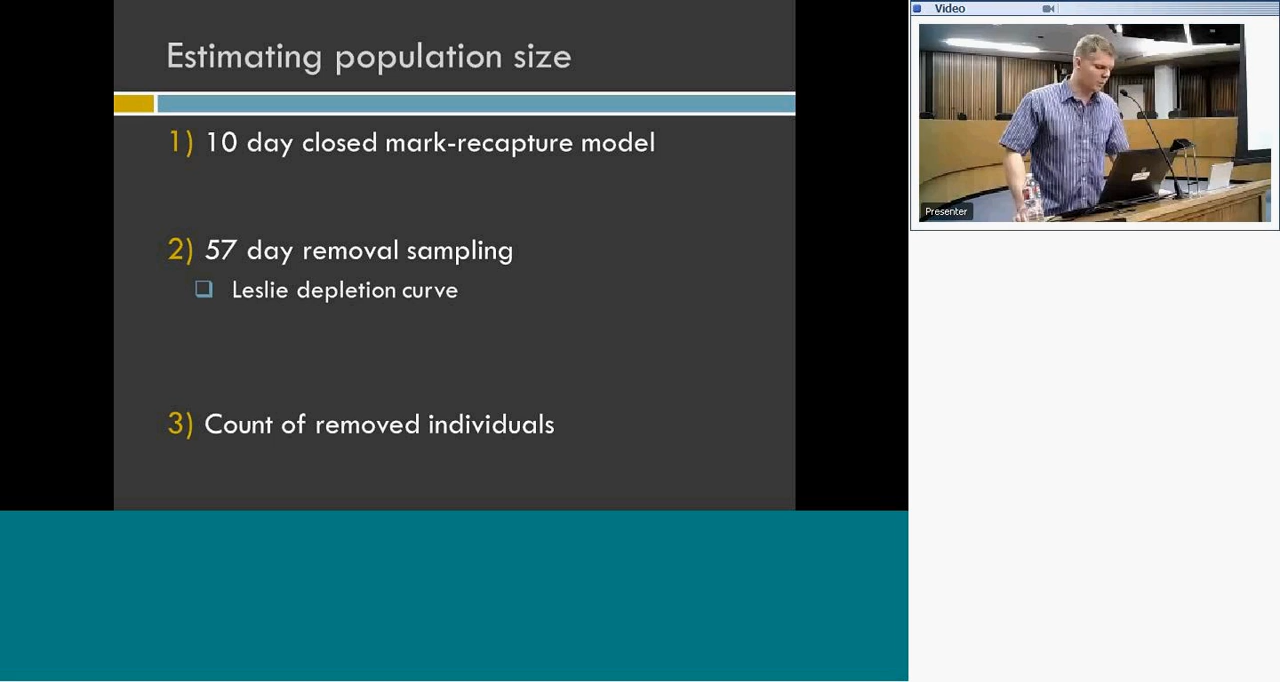 Estimating population size
1) 10 day closed mark-recapture model
2) 57 day removal sampling
Leslie depletion curve
3) Count of removed individuals
Video
Presenter